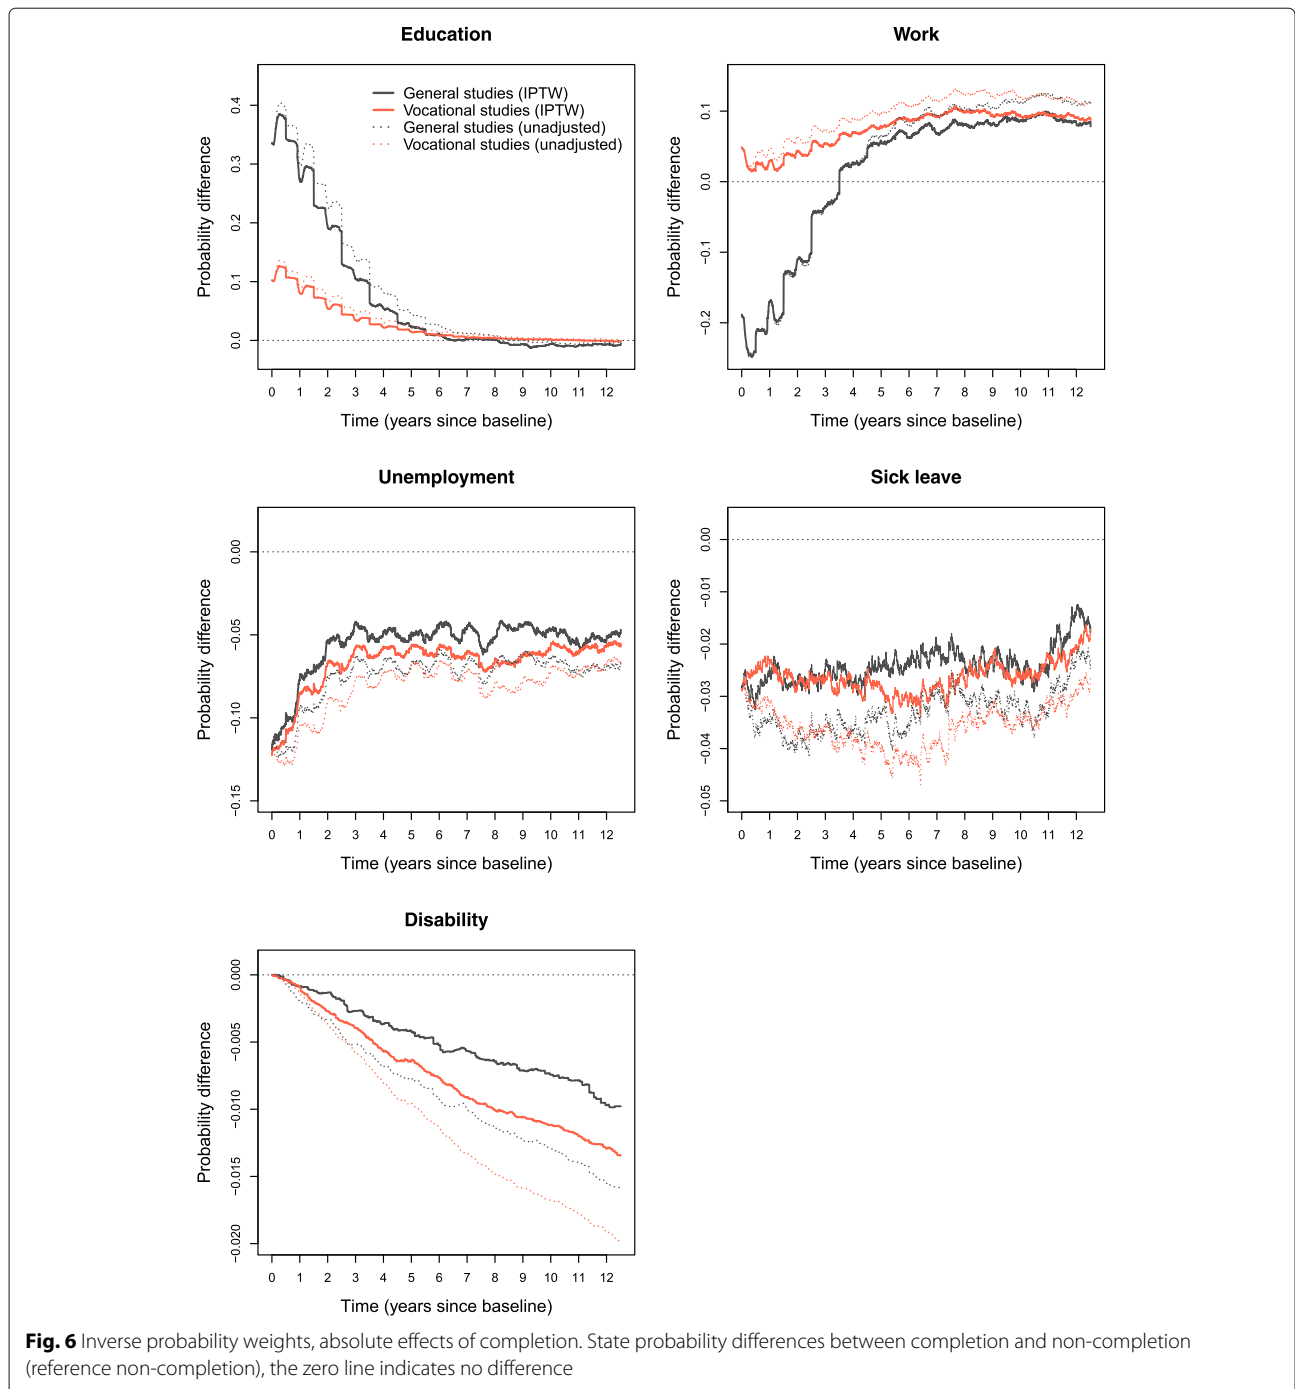 Education
Probability difference
0.0 0.1 0.2 0.3 0.4
General studies (IPTW)
Vocational studies (IPTW)
General studies (unadjusted)
Vocational studies (unadjusted)
0 1 2 3 4 5 6 7 8 9 10 11 12
Time (years since baseline)
Work
Probability difference
−0.2 −0.1 0.0 0.1
0 1 2 3 4 5 6 7 8 9 10 11 12
Time (years since baseline)
Unemployment
Probability difference
−0.15 −0.10 −0.05 0.00
0 1 2 3 4 5 6 7 8 9 10 11 12
Time (years since baseline)
Sick leave
Probability difference
−0.05 −0.04 −0.03 −0.02 −0.01 0.00
0 1 2 3 4 5 6 7 8 9 10 11 12
Time (years since baseline)
Disability
Probability difference
−0.020 −0.015 −0.010 −0.005 0.000
0 1 2 3 4 5 6 7 8 9 10 11 12
Time (years since baseline)
Fig. 6 Inverse probability weights, absolute effects of completion. State probability differences between completion and non-completion
(reference non-completion), the zero line indicates no difference